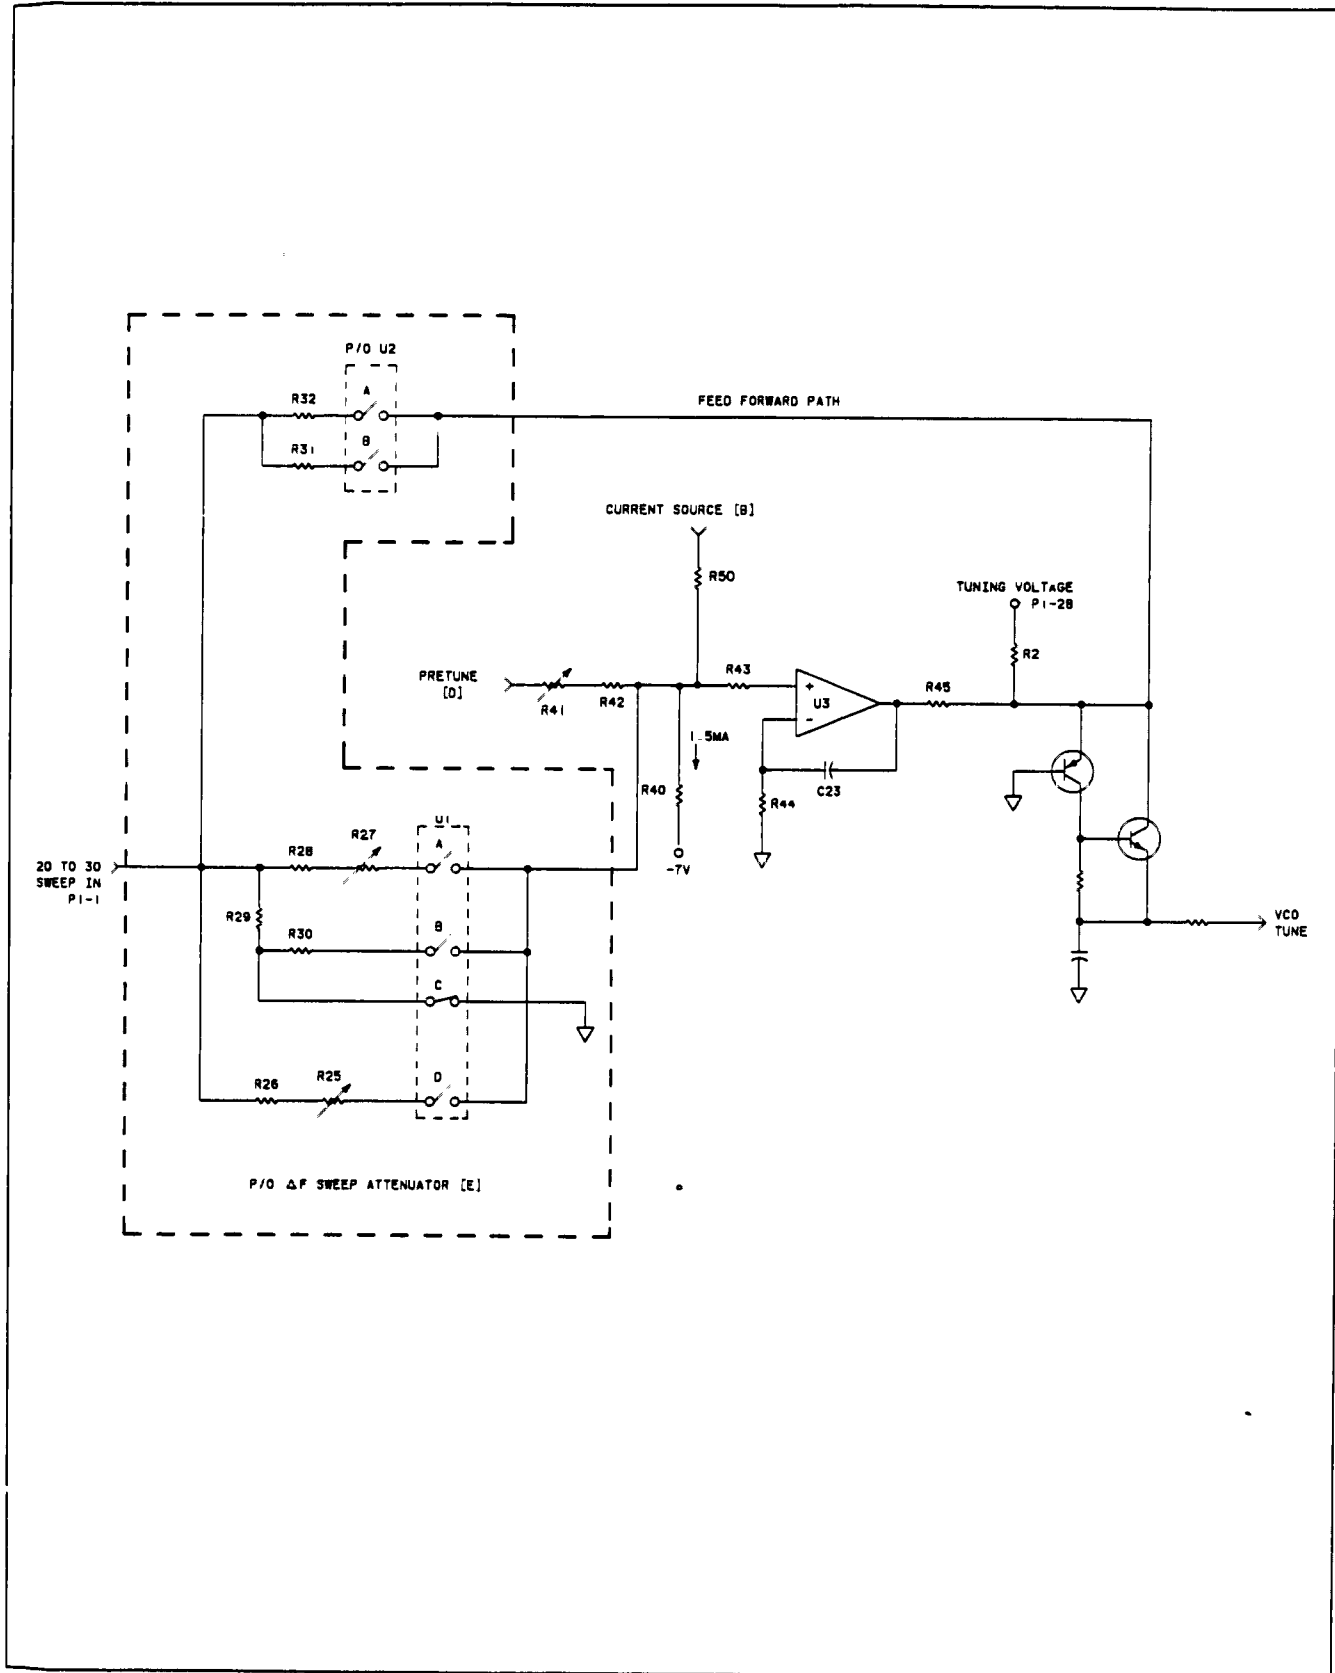 P/O U2
A
R32
FEED FORWARD PATH
B
R31
CURRENT SOURCE [B]
R50
TUNING VOLTAGE
P1-28
R2
PRETUNE
[D]
R41
R42
R43
+
U3
-
R45
1.5MA
R40
R44
C23
-7V
U1
A
R27
R28
20 TO 30
SWEEP IN
P1-1
R29
R30
B
VCO
TUNE
C
D
R25
R26
P/O ΔF SWEEP ATTENUATOR [E]